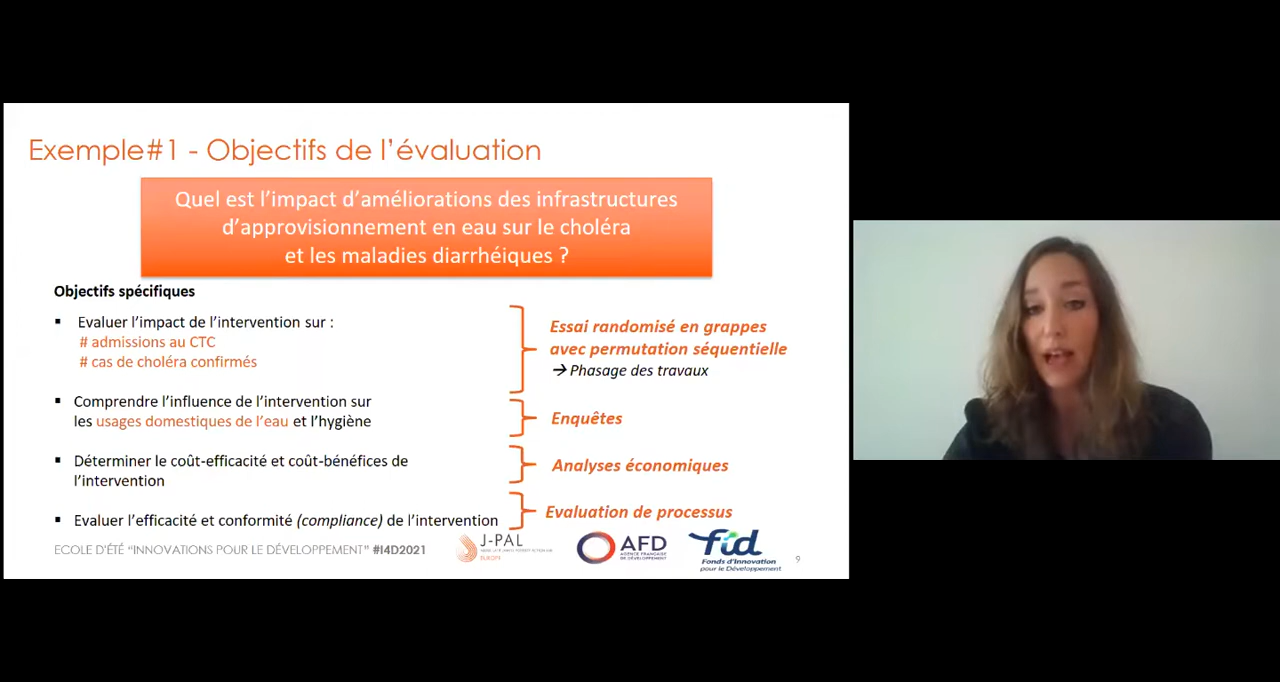 Exemple#1 - Objectifs de l'évaluation
Quel est l'impact d'améliorations des infrastructures
d'approvisionnement en eau sur le choléra
et les maladies diarrhéiques ?
Objectifs spécifiques
▪ Evaluer l'impact de l'intervention sur :
# admissions au CTC
# cas de choléra confirmés
Essai randomisé en grappes
avec permutation séquentielle
→ Phasage des travaux
▪ Comprendre l'influence de l'intervention sur
les usages domestiques de l'eau et l'hygiène
Enquêtes
▪ Déterminer le coût-efficacité et coût-bénéfices de
l'intervention
Analyses économiques
▪ Evaluer l'efficacité et conformité (compliance) de l'intervention
Evaluation de processus
ECOLE D'ÉTÉ "INNOVATIONS POUR LE DÉVELOPPEMENT" #I4D2021
J-PAL
EUROPE
AFD
AGENCE FRANÇAISE
DE DÉVELOPPEMENT
fid
Fonds d'Innovation
pour le Développement
9